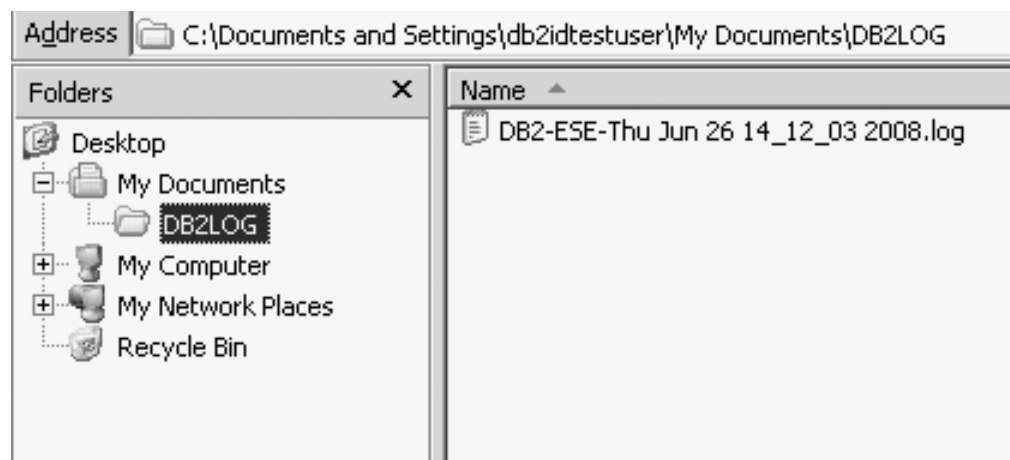 Address C:\Documents and Settings\db2idtestuser\My Documents\DB2LOG
Folders
Desktop
My Documents
DB2LOG
My Computer
My Network Places
Recycle Bin
Name
DB2-ESE-Thu Jun 26 14_12_03 2008.log